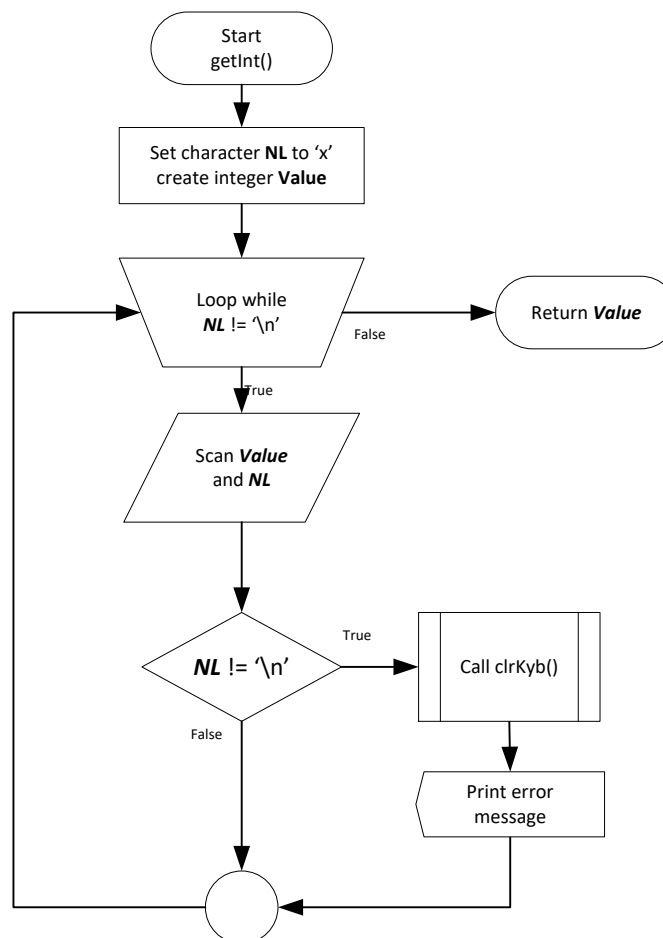 Start
getInt()
Set character NL to ‘x’
create integer Value
Loop while
NL != ‘\n’
False
Return Value
True
Scan Value
and NL
NL != ‘\n’
True
Call clrKyb()
False
Print error
message